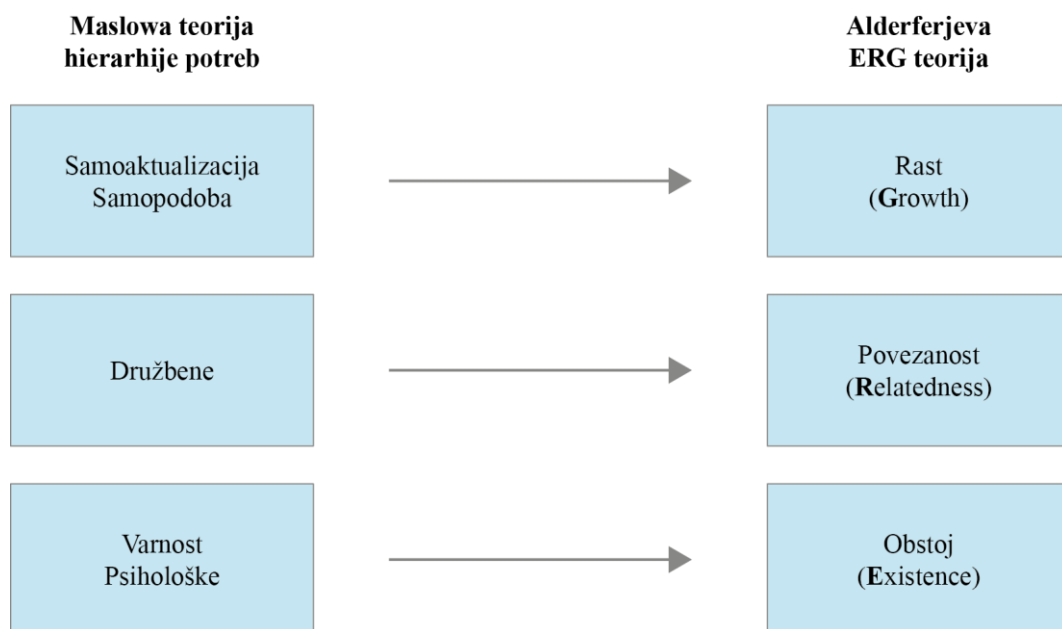 Maslowa teorija
hierarhije potreb
Alderferjeva
ERG teorija
Samoaktualizacija
Samopodoba
Rast
(Growth)
Družbene
Povezanost
(Relatedness)
Varnost
Psihološke
Obstoj
(Existence)